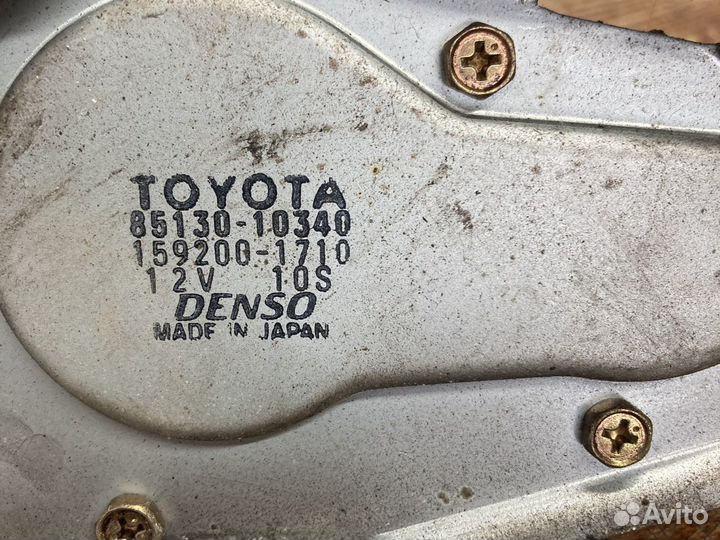 TOYOTA
85130-10340
159200-1710
12V 10S
DENSO
MADE IN JAPAN
Avito